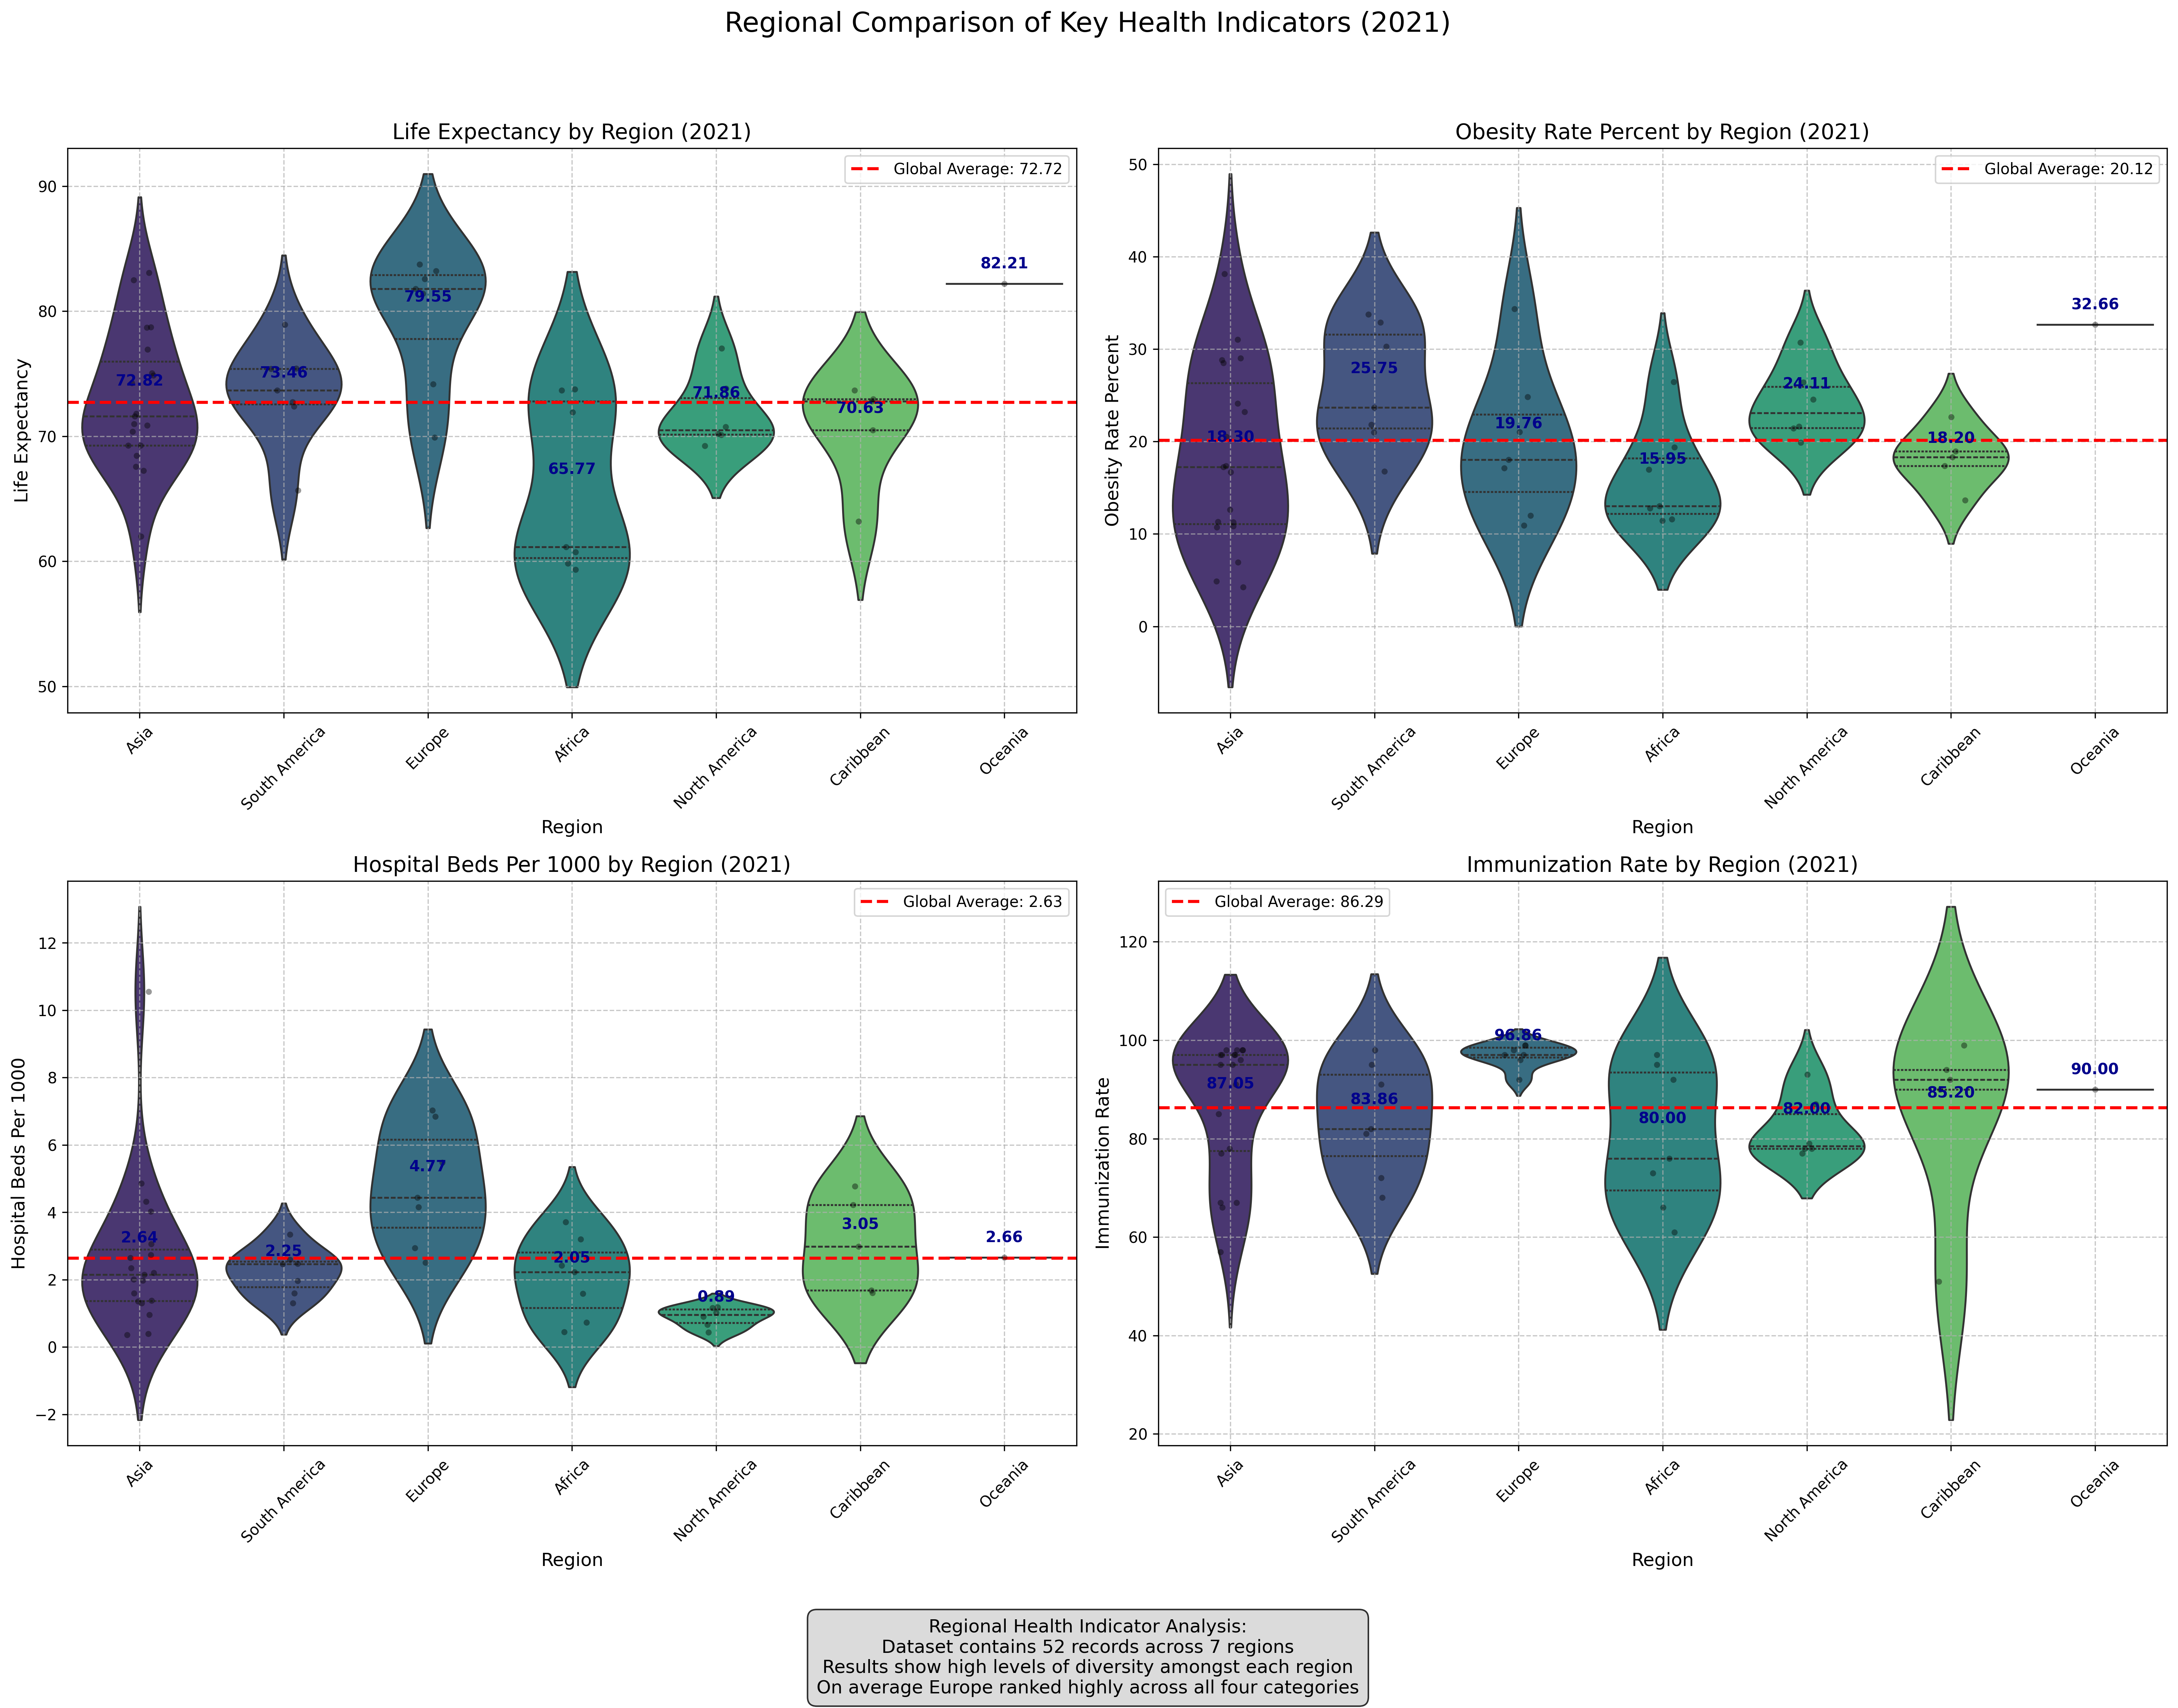 Regional Comparison of Key Health Indicators (2021)
Life Expectancy by Region (2021)
Global Average: 72.72
Life Expectancy
90
80
70
60
50
72.82
73.46
79.55
65.77
71.86
70.63
82.21
Asia
South America
Europe
Africa
North America
Caribbean
Oceania
Region
Obesity Rate Percent by Region (2021)
Global Average: 20.12
Obesity Rate Percent
50
40
30
20
10
0
18.30
25.75
19.76
15.95
24.11
18.20
32.66
Asia
South America
Europe
Africa
North America
Caribbean
Oceania
Region
Hospital Beds Per 1000 by Region (2021)
Global Average: 2.63
Hospital Beds Per 1000
12
10
8
6
4
2
0
−2
2.64
2.25
4.77
2.05
0.89
3.05
2.66
Asia
South America
Europe
Africa
North America
Caribbean
Oceania
Region
Immunization Rate by Region (2021)
Global Average: 86.29
Immunization Rate
120
100
80
60
40
20
87.05
83.86
96.86
80.00
82.00
85.20
90.00
Asia
South America
Europe
Africa
North America
Caribbean
Oceania
Region
Regional Health Indicator Analysis:
Dataset contains 52 records across 7 regions
Results show high levels of diversity amongst each region
On average Europe ranked highly across all four categories